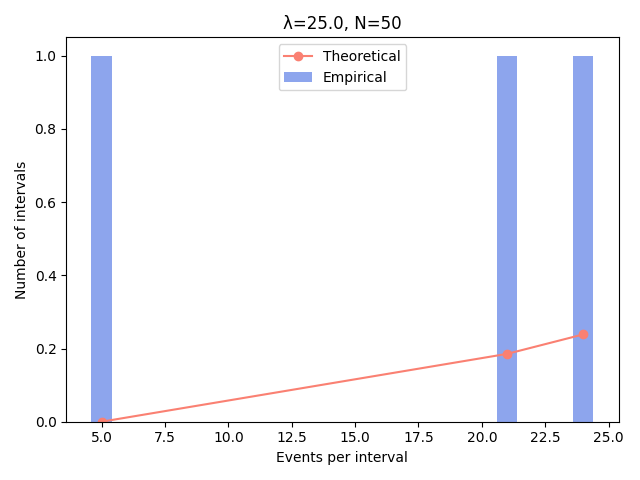 λ=25.0, N=50
Theoretical
Empirical
Number of intervals
1.0
0.8
0.6
0.4
0.2
0.0
5.0 7.5 10.0 12.5 15.0 17.5 20.0 22.5 25.0
Events per interval